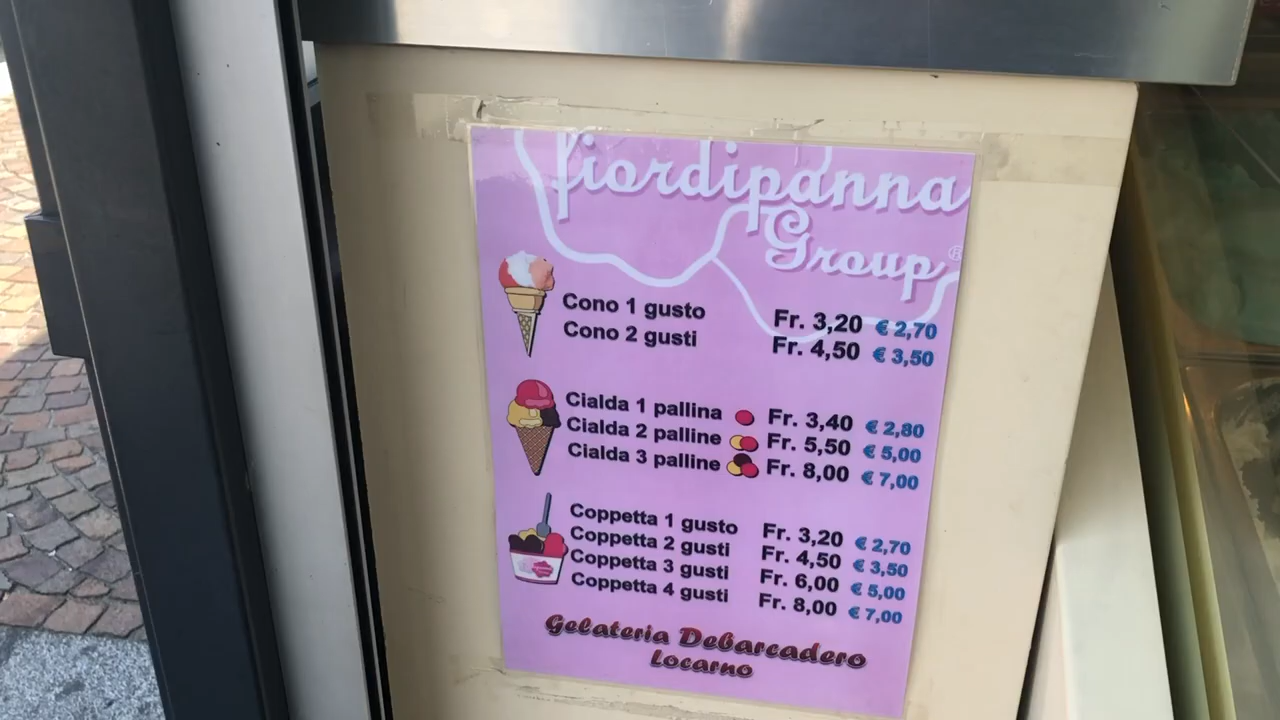 fiordipanna
Group ®
Cono 1 gusto Fr. 3,20 € 2,70
Cono 2 gusti Fr. 4,50 € 3,50
Cialda 1 pallina Fr. 3,40 € 2,80
Cialda 2 palline Fr. 5,50 € 5,00
Cialda 3 palline Fr. 8,00 € 7,00
Coppetta 1 gusto Fr. 3,20 € 2,70
Coppetta 2 gusti Fr. 4,50 € 3,50
Coppetta 3 gusti Fr. 6,00 € 5,00
Coppetta 4 gusti Fr. 8,00 € 7,00
Gelateria Debarcadero
Locarno